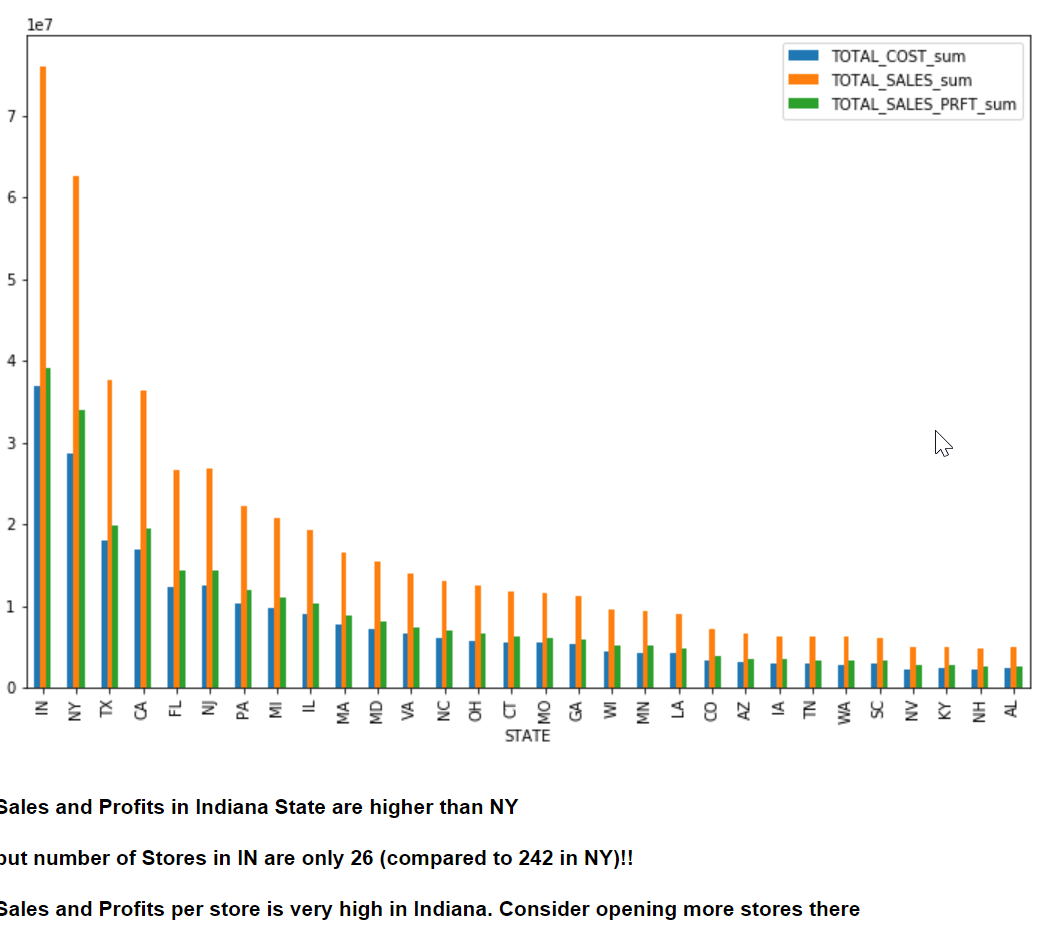 1e7
TOTAL_COST_sum
TOTAL_SALES_sum
TOTAL_SALES_PRFT_sum
7
6
5
4
3
2
1
0
IN NY TX CA FL NJ PA MI IL MA MD VA NC OH CT MO GA WI MN LA CO AZ IA TN WA SC NV KY NH AL
STATE
Sales and Profits in Indiana State are higher than NY
but number of Stores in IN are only 26 (compared to 242 in NY)!!
Sales and Profits per store is very high in Indiana. Consider opening more stores there